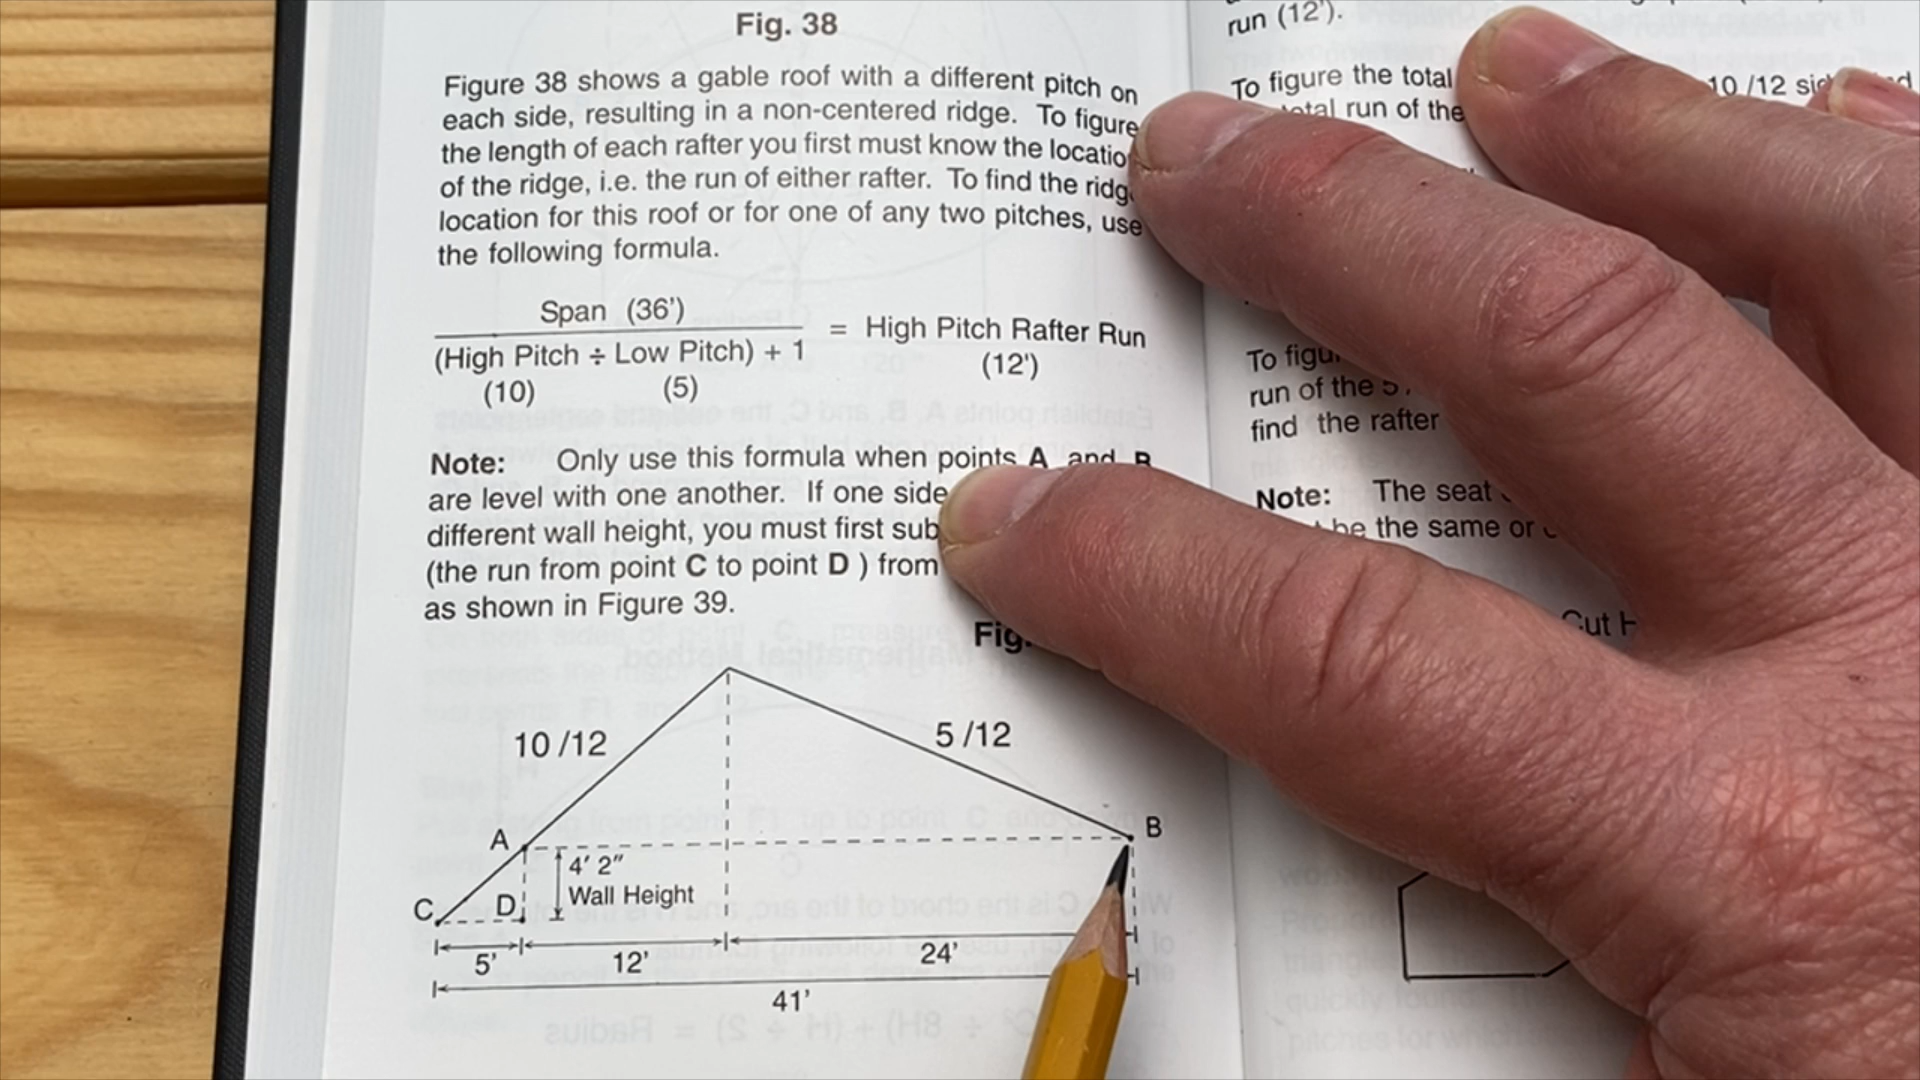 Fig. 38
Figure 38 shows a gable roof with a different pitch on
each side, resulting in a non-centered ridge. To figure
the length of each rafter you first must know the
of the ridge, i.e. the run of either rafter. To find the
location for this roof or for one of any two pitches, use
the following formula.
Span (36')
(High Pitch ÷ Low Pitch) + 1 = High Pitch Rafter Run
(10) (5) (12')
Note: Only use this formula when points A and B
are level with one another. If one side
different wall height, you must first
(the run from point C to point D ) from
as shown in Figure 39.
Fig.
10 /12
5 /12
A
B
4' 2"
Wall Height
C
D
5'
12'
24'
41'
run (12').
To figure the total
10 /12
run of the
To
run of the 5
find the rafter
Note: The seat
be the same or